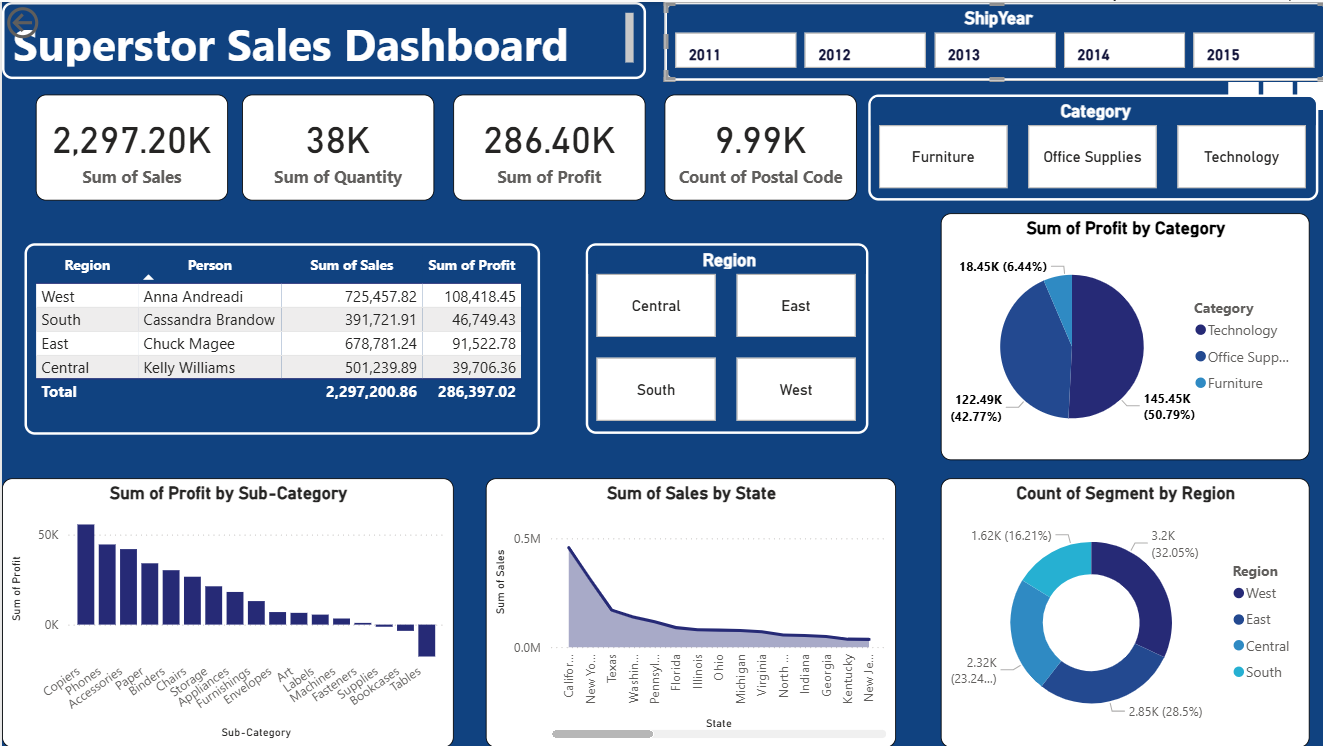 Superstor Sales Dashboard
ShipYear
2011
2012
2013
2014
2015
2,297.20K
Sum of Sales
38K
Sum of Quantity
286.40K
Sum of Profit
9.99K
Count of Postal Code
Category
Furniture
Office Supplies
Technology
Region Person Sum of Sales Sum of Profit
West Anna Andreadi 725,457.82 108,418.45
South Cassandra Brandow 391,721.91 46,749.43
East Chuck Magee 678,781.24 91,522.78
Central Kelly Williams 501,239.89 39,706.36
Total 2,297,200.86 286,397.02
Region
Central
East
South
West
Sum of Profit by Category
18.45K (6.44%)
122.49K
(42.77%)
145.45K
(50.79%)
Category
Technology
Office Supp...
Furniture
Sum of Profit by Sub-Category
Sum of Profit
50K
0K
Copiers
Phones
Accessories
Paper
Binders
Chairs
Storage
Appliances
Furnishings
Envelopes
Art
Labels
Machines
Fasteners
Supplies
Bookcases
Tables
Sub-Category
Sum of Sales by State
Sum of Sales
0.5M
0.0M
Califor...
New Yo...
Texas
Washin...
Pennsyl...
Florida
Illinois
Ohio
Michigan
Virginia
North ...
Indiana
Georgia
Kentucky
New Je...
State
Count of Segment by Region
1.62K (16.21%)
3.2K
(32.05%)
2.32K
(23.24...)
2.85K (28.5%)
Region
West
East
Central
South